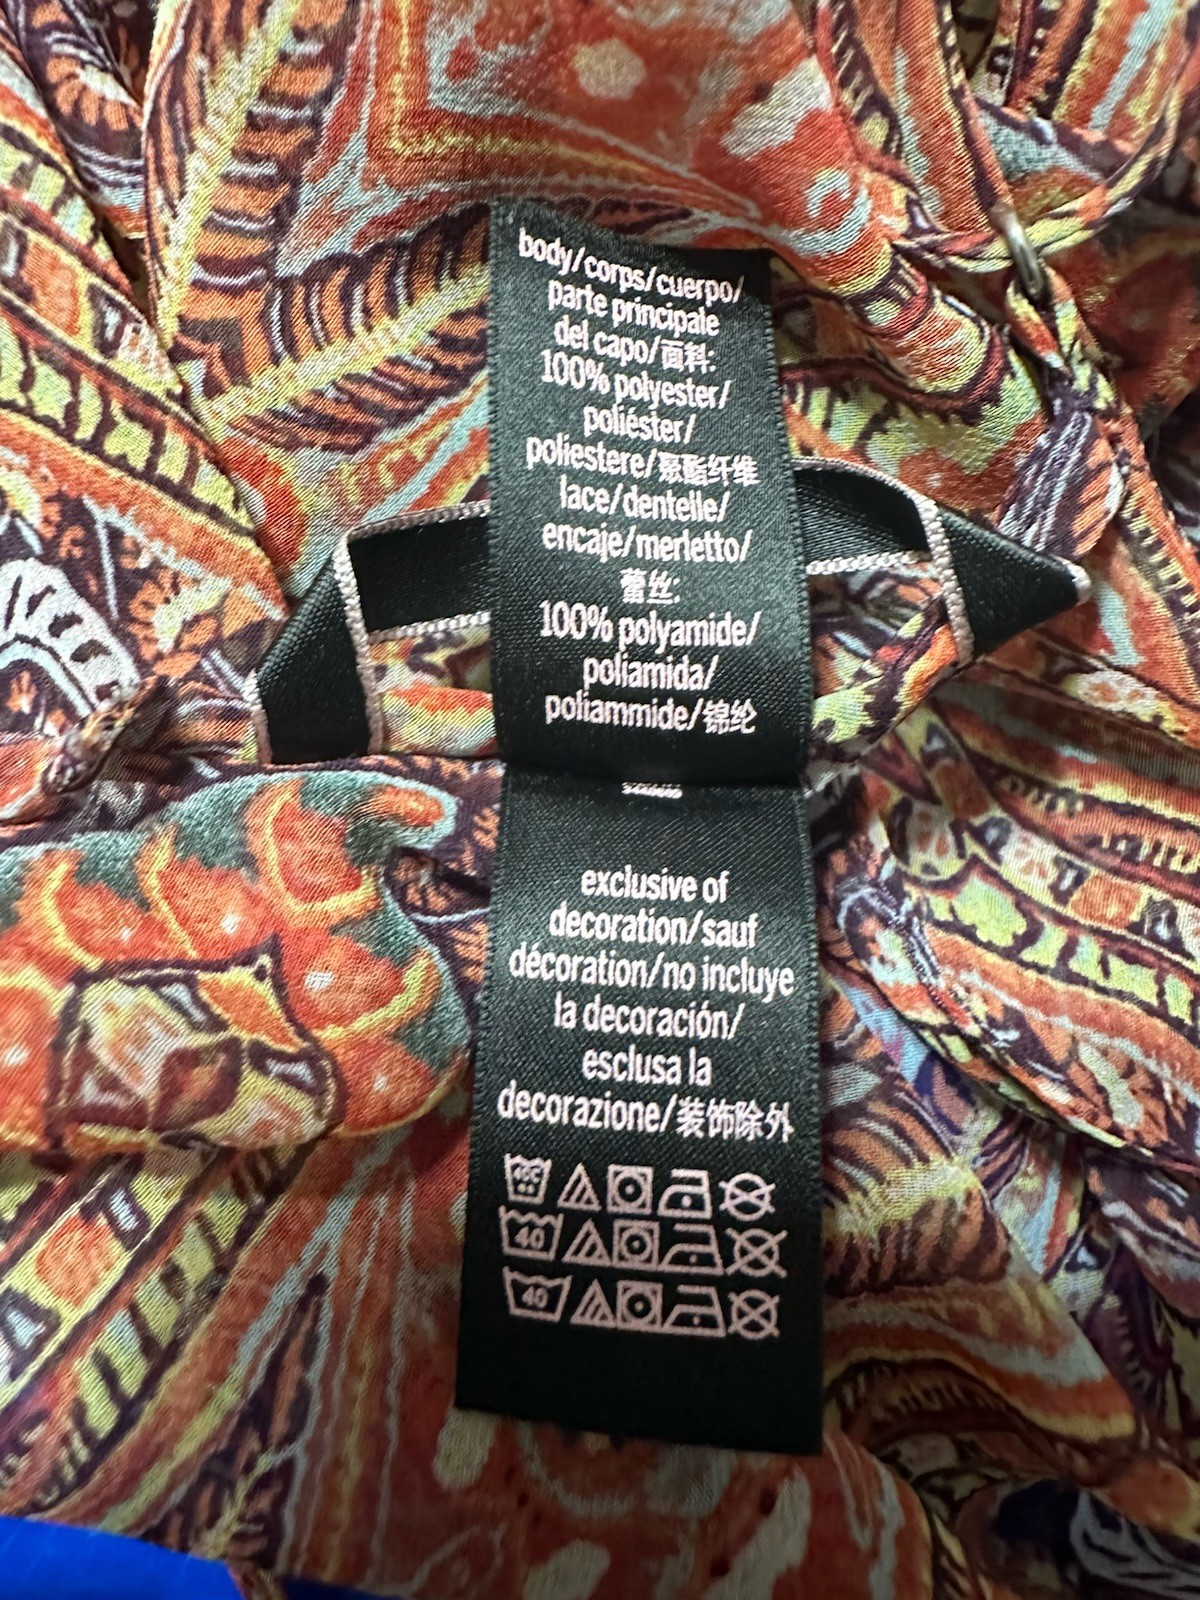 body/corps/cuerpo/
parte principale
del capo/面料:
100% polyester/
poliéster/
poliestere/聚酯纤维
lace/dentelle/
encaje/merletto/
蕾丝:
100% polyamide/
poliamida/
poliammide/锦纶
exclusive of
decoration/sauf
décoration/no incluye
la decoración/
esclusa la
decorazione/装饰除外
40C
40
40